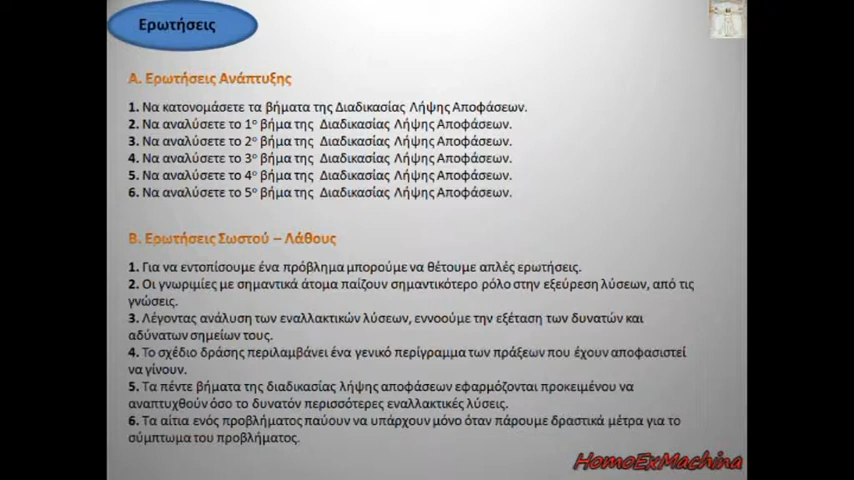 Ερωτήσεις
Α. Ερωτήσεις Ανάπτυξης
1. Να κατονομάσετε τα βήματα της Διαδικασίας Λήψης Αποφάσεων.
2. Να αναλύσετε το 1ο βήμα της Διαδικασίας Λήψης Αποφάσεων.
3. Να αναλύσετε το 2ο βήμα της Διαδικασίας Λήψης Αποφάσεων.
4. Να αναλύσετε το 3ο βήμα της Διαδικασίας Λήψης Αποφάσεων.
5. Να αναλύσετε το 4ο βήμα της Διαδικασίας Λήψης Αποφάσεων.
6. Να αναλύσετε το 5ο βήμα της Διαδικασίας Λήψης Αποφάσεων.
Β. Ερωτήσεις Σωστού – Λάθους
1. Για να εντοπίσουμε ένα πρόβλημα μπορούμε να θέτουμε απλές ερωτήσεις.
2. Οι γνωριμίες με σημαντικά άτομα παίζουν σημαντικότερο ρόλο στην εξεύρεση λύσεων, από τις
γνώσεις.
3. Λέγοντας ανάλυση των εναλλακτικών λύσεων, εννοούμε την εξέταση των δυνατών και
αδύνατων σημείων τους.
4. Το σχέδιο δράσης περιλαμβάνει ένα γενικό περίγραμμα των πράξεων που έχουν αποφασιστεί
να γίνουν.
5. Τα πέντε βήματα της διαδικασίας λήψης αποφάσεων εφαρμόζονται προκειμένου να
αναπτυχθούν όσο το δυνατόν περισσότερες εναλλακτικές λύσεις.
6. Τα αίτια ενός προβλήματος παύουν να υπάρχουν μόνο όταν πάρουμε δραστικά μέτρα για το
σύμπτωμα του προβλήματος.
HomoExMachina